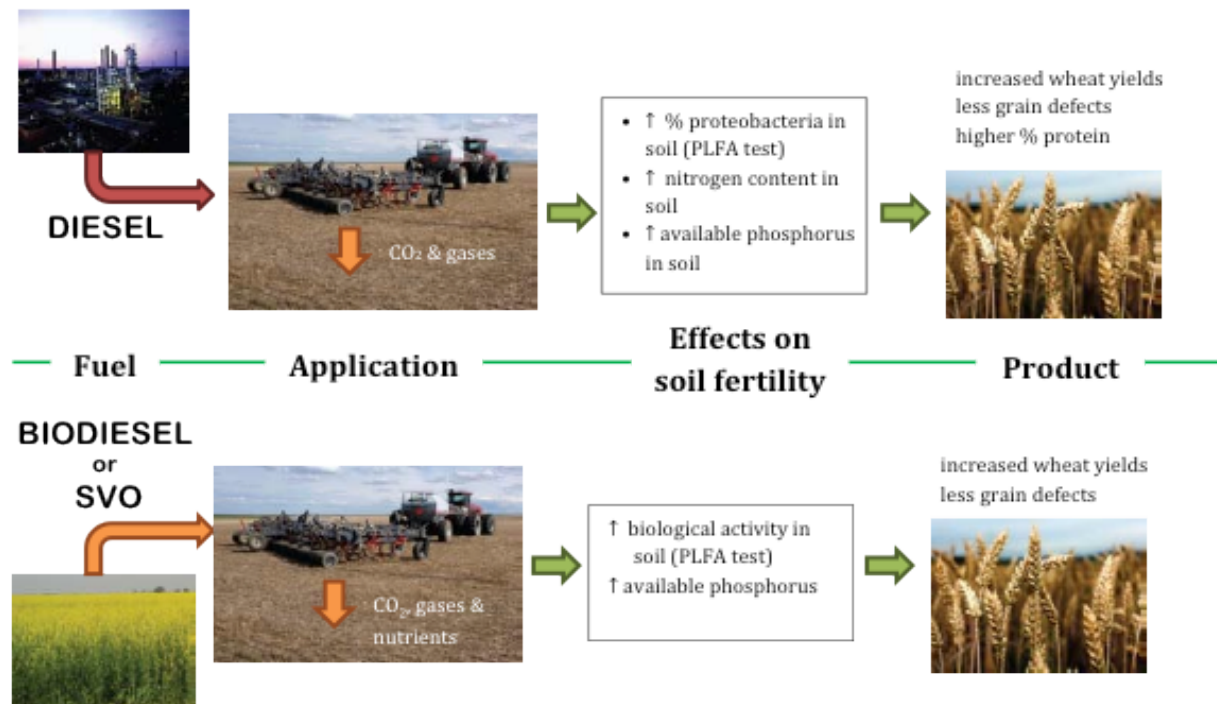 DIESEL
CO₂ & gases
• ↑ % proteobacteria in
soil (PLFA test)
• ↑ nitrogen content in
soil
• ↑ available phosphorus
in soil
increased wheat yields
less grain defects
higher % protein
Fuel
Application
Effects on
soil fertility
Product
BIODIESEL
or
SVO
CO₂, gases &
nutrients
↑ biological activity in
soil (PLFA test)
↑ available phosphorus
increased wheat yields
less grain defects